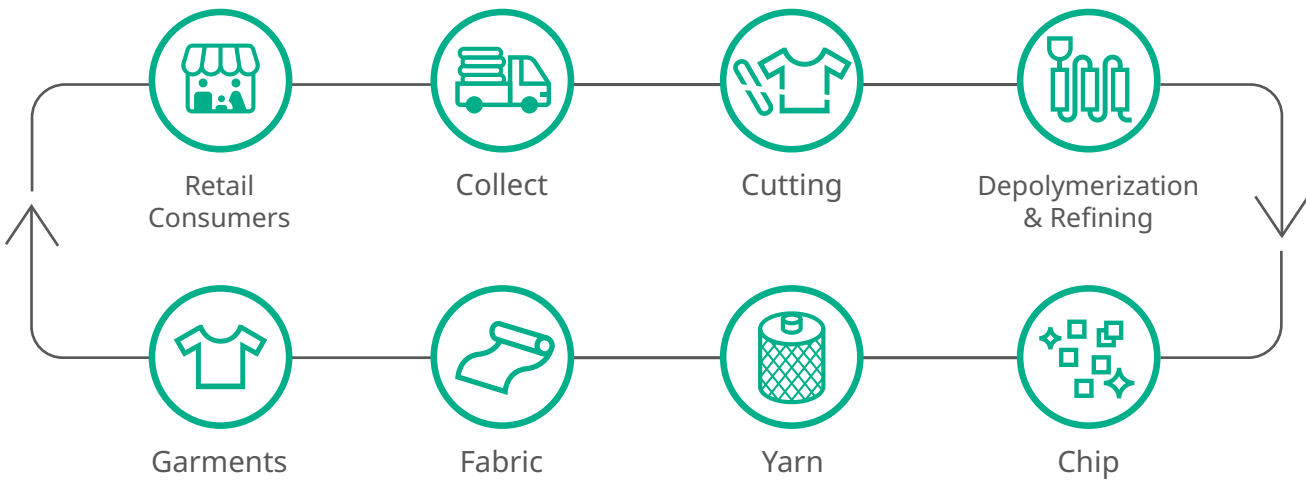 Retail
Consumers
Collect
Cutting
Depolymerization
& Refining
Garments
Fabric
Yarn
Chip